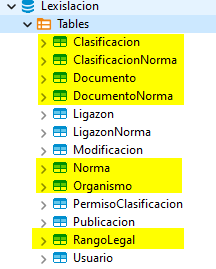 Lexislacion
Tables
Clasificacion
ClasificacionNorma
Documento
DocumentoNorma
Ligazon
LigazonNorma
Modificacion
Norma
Organismo
PermisoClasificacion
Publicacion
RangoLegal
Usuario